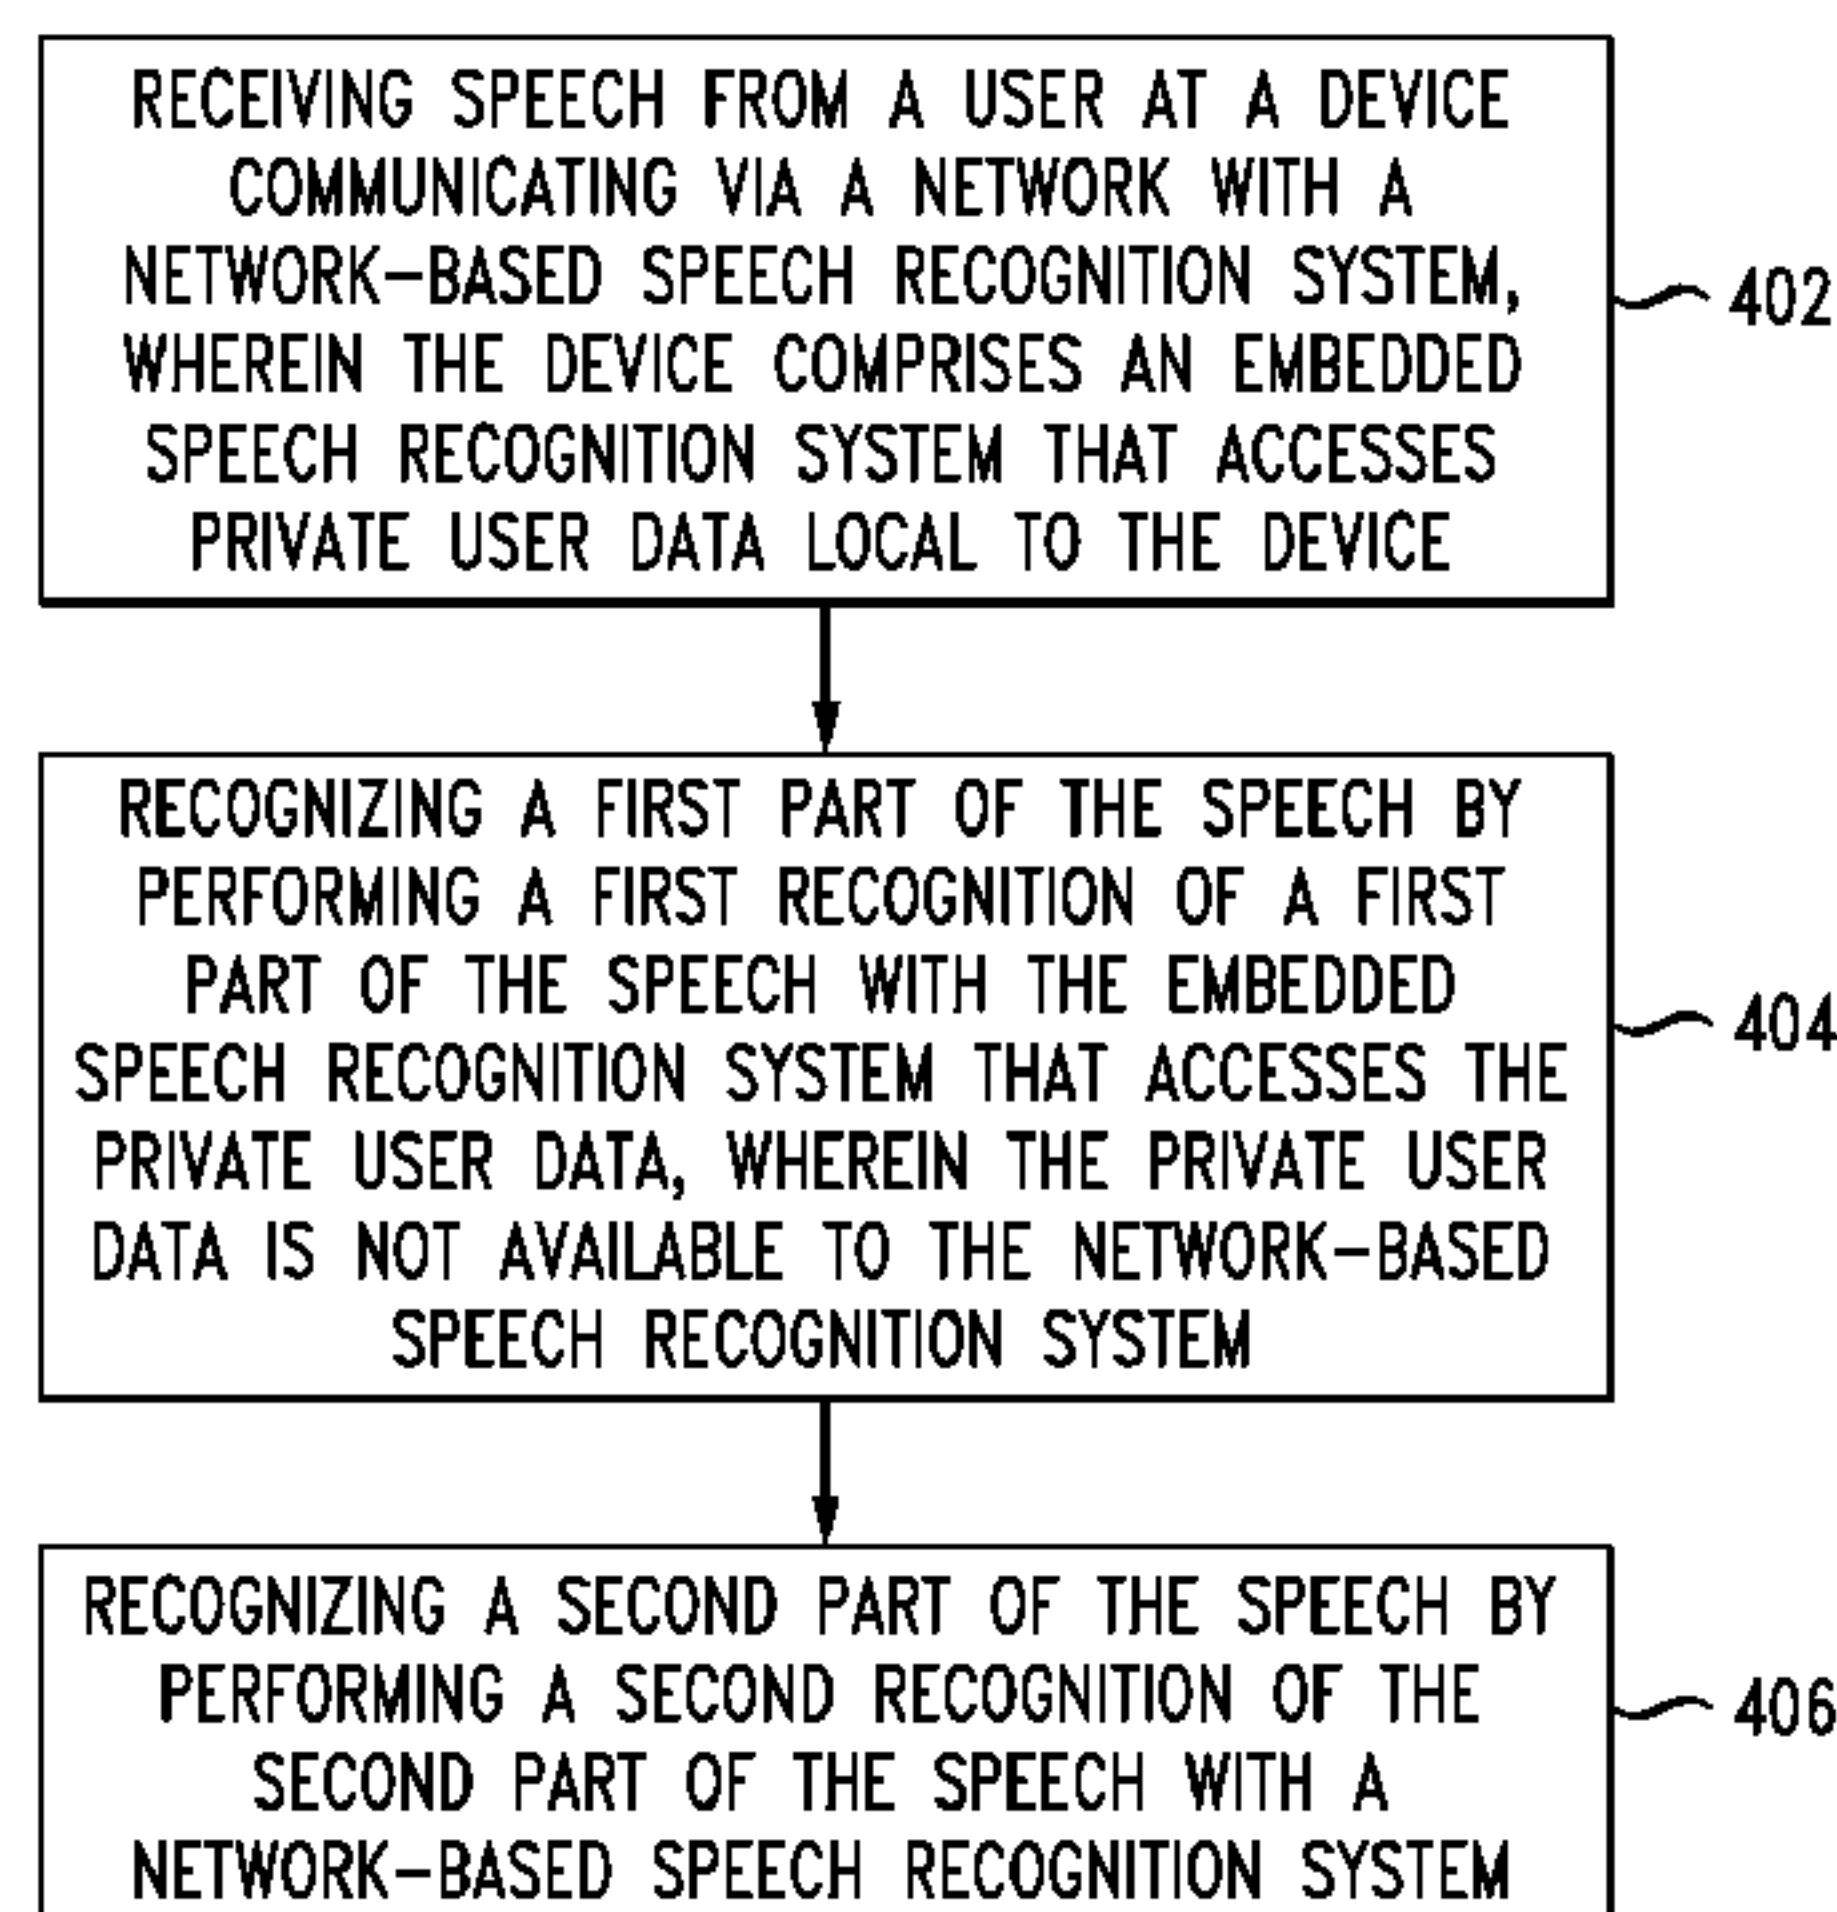 RECEIVING SPEECH FROM A USER AT A DEVICE
COMMUNICATING VIA A NETWORK WITH A
NETWORK-BASED SPEECH RECOGNITION SYSTEM,
WHEREIN THE DEVICE COMPRISES AN EMBEDDED
SPEECH RECOGNITION SYSTEM THAT ACCESSES
PRIVATE USER DATA LOCAL TO THE DEVICE
402
RECOGNIZING A FIRST PART OF THE SPEECH BY
PERFORMING A FIRST RECOGNITION OF A FIRST
PART OF THE SPEECH WITH THE EMBEDDED
SPEECH RECOGNITION SYSTEM THAT ACCESSES THE
PRIVATE USER DATA, WHEREIN THE PRIVATE USER
DATA IS NOT AVAILABLE TO THE NETWORK-BASED
SPEECH RECOGNITION SYSTEM
404
RECOGNIZING A SECOND PART OF THE SPEECH BY
PERFORMING A SECOND RECOGNITION OF THE
SECOND PART OF THE SPEECH WITH A
NETWORK-BASED SPEECH RECOGNITION SYSTEM
406